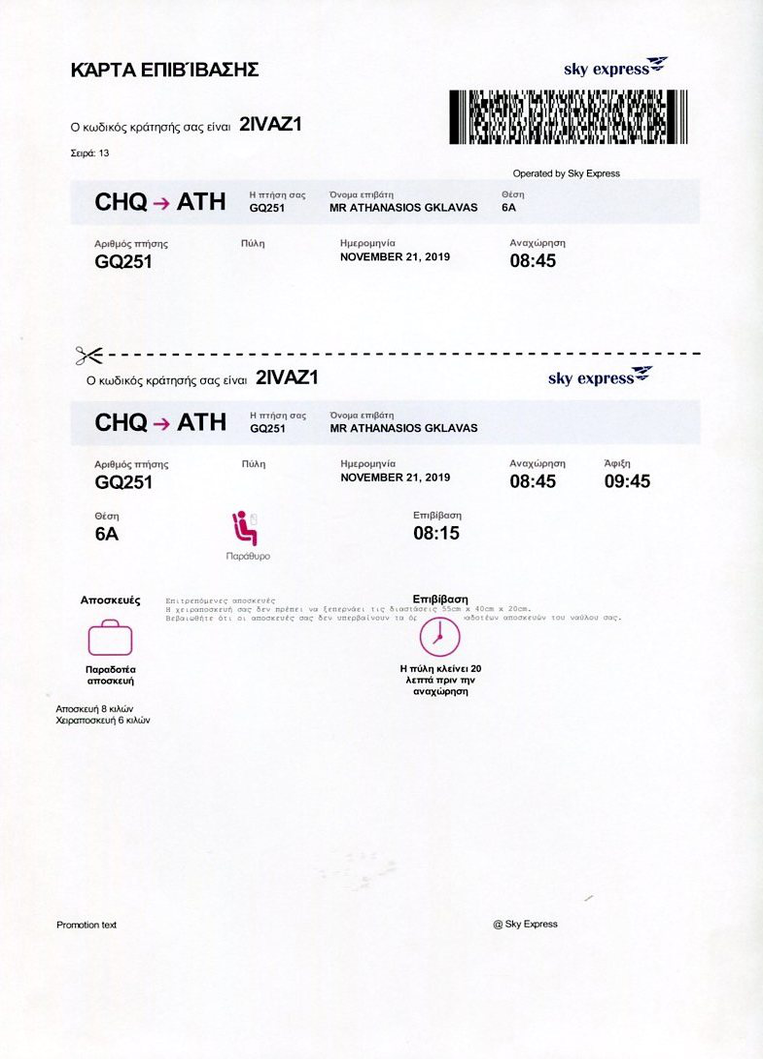 ΚΆΡΤΑ ΕΠΙΒΊΒΑΣΗΣ
sky express
Ο κωδικός κράτησής σας είναι 2IVAZ1
Σειρά: 13
Operated by Sky Express
CHQ → ATH
Η πτήση σας Όνομα επιβάτη Θέση
GQ251 MR ATHANASIOS GKLAVAS 6A
Αριθμός πτήσης Πύλη Ημερομηνία Αναχώρηση
GQ251 NOVEMBER 21, 2019 08:45
Ο κωδικός κράτησής σας είναι 2IVAZ1
sky express
CHQ → ATH
Η πτήση σας Όνομα επιβάτη
GQ251 MR ATHANASIOS GKLAVAS
Αριθμός πτήσης Πύλη Ημερομηνία Αναχώρηση Άφιξη
GQ251 NOVEMBER 21, 2019 08:45 09:45
Θέση Επιβίβαση
6A 08:15
Παράθυρο
Αποσκευές Επιβίβαση
Επιτρεπόμενες αποσκευές
Η χειραποσκευή σας δεν πρέπει να ξεπερνάει τις διαστάσεις 55cm x 40cm x 20cm.
Βεβαιωθήτε ότι οι αποσκευές σας δεν υπερβαίνουν τα αποσκευών του ναύλου σας.
Παραδοτέα
αποσκευή
Η πύλη κλείνει 20
λεπτά πριν την
αναχώρηση
Αποσκευή 8 κιλών
Χειραποσκευή 6 κιλών
Promotion text @ Sky Express